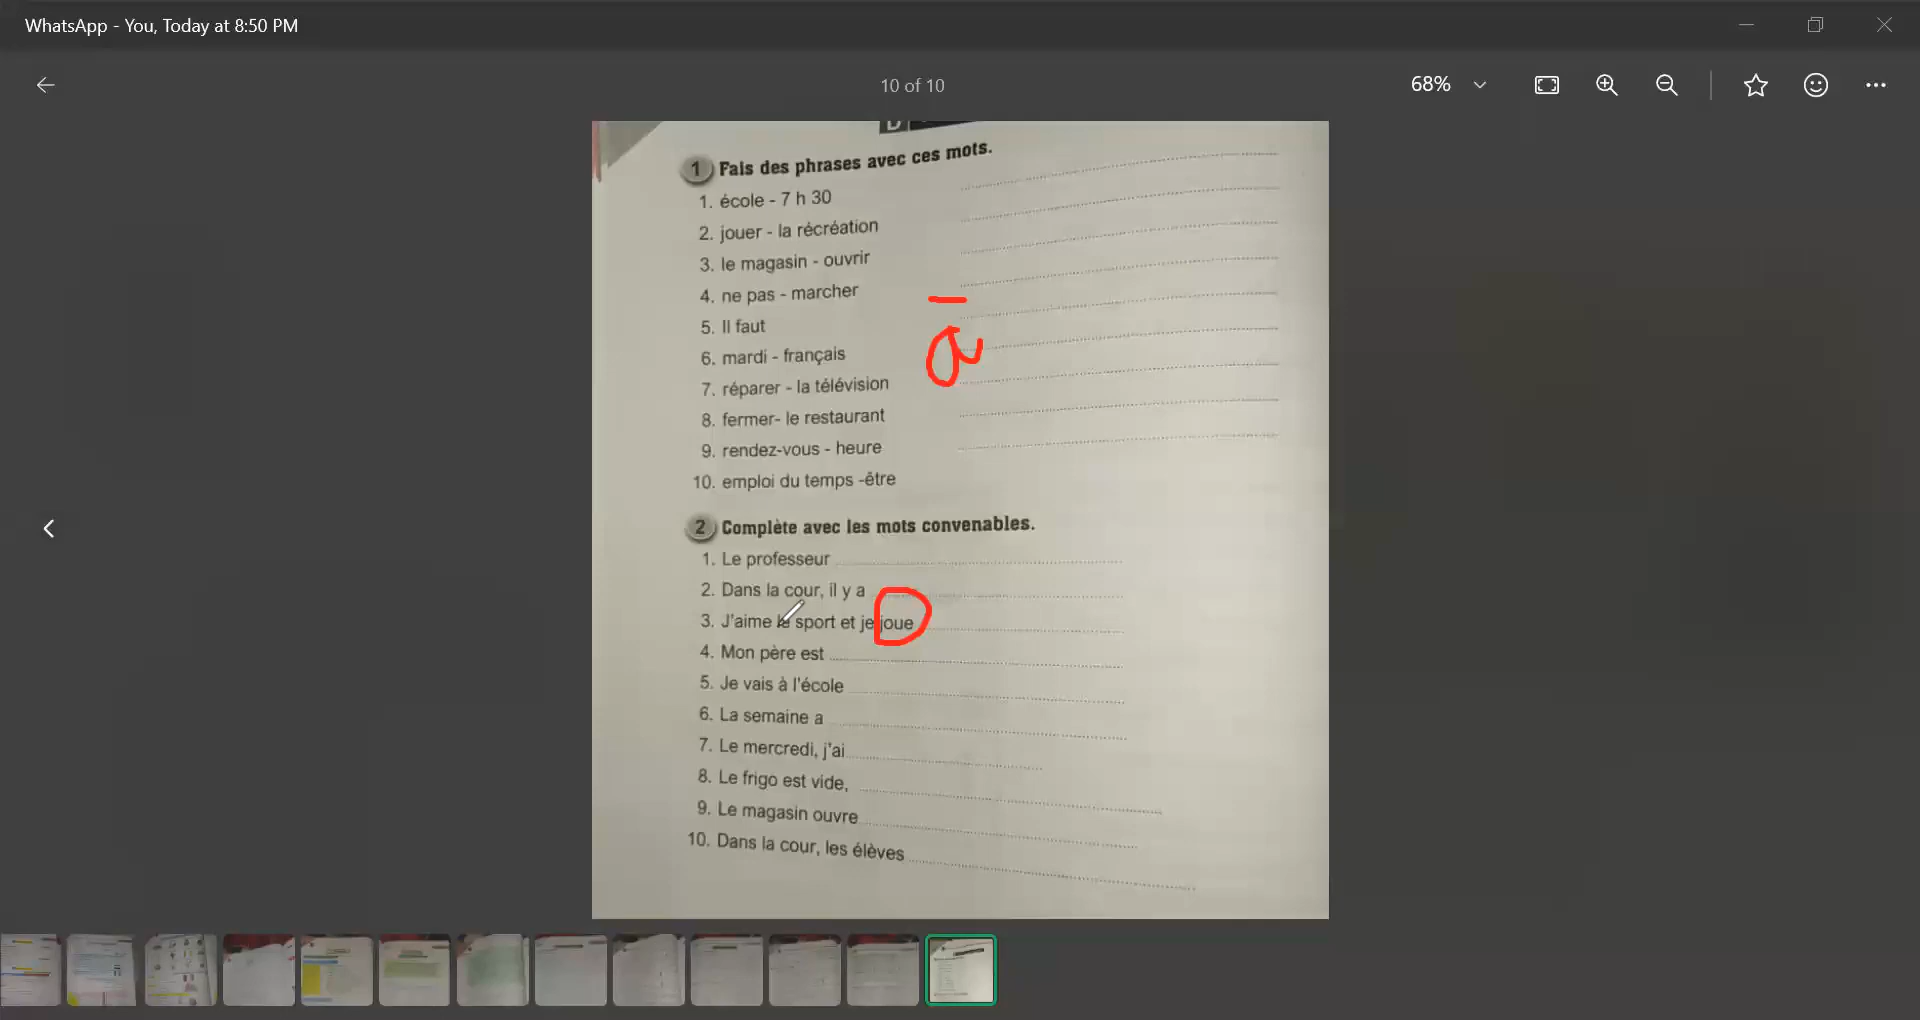 WhatsApp - You, Today at 8:50 PM
10 of 10
68%
1 Fais des phrases avec ces mots.
1. école - 7 h 30
2. jouer - la récréation
3. le magasin - ouvrir
4. ne pas - marcher
5. Il faut
6. mardi - français
7. réparer - la télévision
8. fermer- le restaurant
9. rendez-vous - heure
10. emploi du temps -être
2 Complète avec les mots convenables.
1. Le professeur
2. Dans la cour, il y a
3. J'aime le sport et je joue
4. Mon père est
5. Je vais à l'école
6. La semaine a
7. Le mercredi, j'ai
8. Le frigo est vide,
9. Le magasin ouvre
10. Dans la cour, les élèves